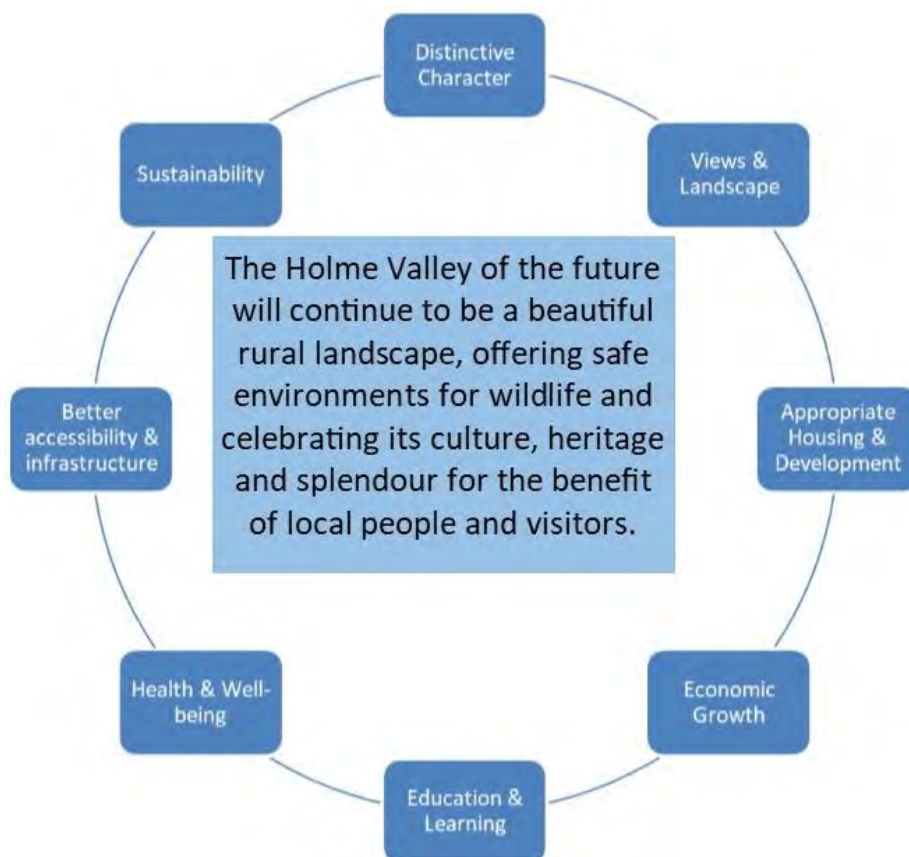 Distinctive
Character
Views &
Landscape
Appropriate
Housing &
Development
Economic
Growth
Education &
Learning
Health & Well-
being
Better
accessibility &
infrastructure
Sustainability
The Holme Valley of the future
will continue to be a beautiful
rural landscape, offering safe
environments for wildlife and
celebrating its culture, heritage
and splendour for the benefit
of local people and visitors.